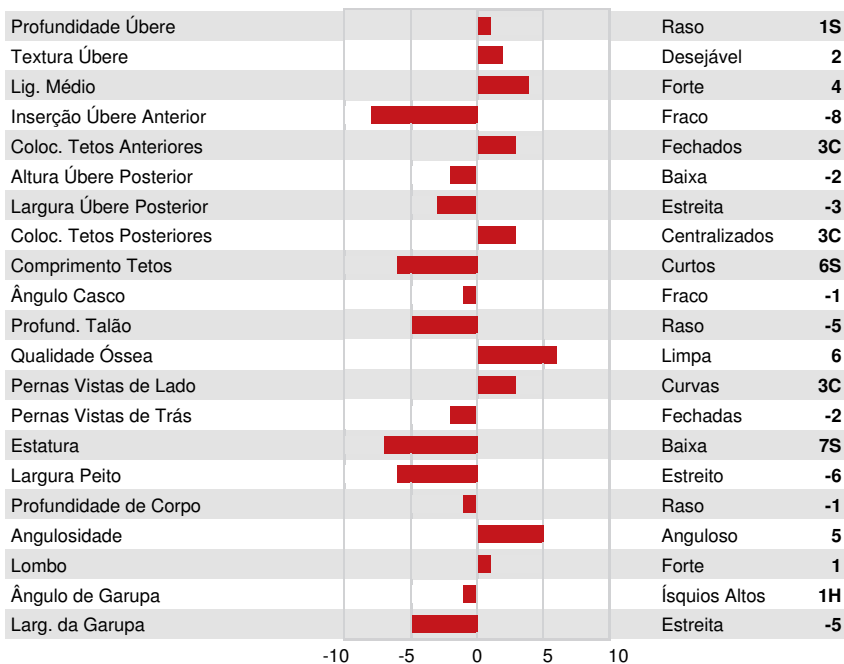 Profundidade Úbere Raso 1S
Textura Úbere Desejável 2
Lig. Médio Forte 4
Inserção Úbere Anterior Fraco -8
Coloc. Tetos Anteriores Fechados 3C
Altura Úbere Posterior Baixa -2
Largura Úbere Posterior Estreita -3
Coloc. Tetos Posteriores Centralizados 3C
Comprimento Tetos Curtos 6S
Ângulo Casco Fraco -1
Profund. Talão Raso -5
Qualidade Óssea Limpa 6
Pernas Vistas de Lado Curvas 3C
Pernas Vistas de Trás Fechadas -2
Estatura Baixa 7S
Largura Peito Estreito -6
Profundidade de Corpo Raso -1
Angulosidade Anguloso 5
Lombo Forte 1
Ângulo de Garupa Ísquios Altos 1H
Larg. da Garupa Estreita -5
-10 -5 0 5 10